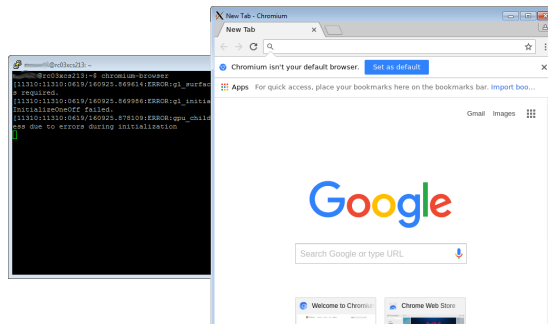 @rc03xcs213: ~
@rc03xcs213:~$ chromium-browser
[11310:11310:0619/160925.869614:ERROR:gl_surfac
s required.
[11310:11310:0619/160925.869986:ERROR:gl_initia
InitializeOneOff failed.
[11310:11310:0619/160925.878109:ERROR:gpu_child
ess due to errors during initialization
New Tab - Chromium
New Tab
Chromium isn't your default browser. Set as default
Apps For quick access, place your bookmarks here on the bookmarks bar. Import boo...
Gmail Images
Google
Search Google or type URL
Welcome to Chromiu
Chrome Web Store